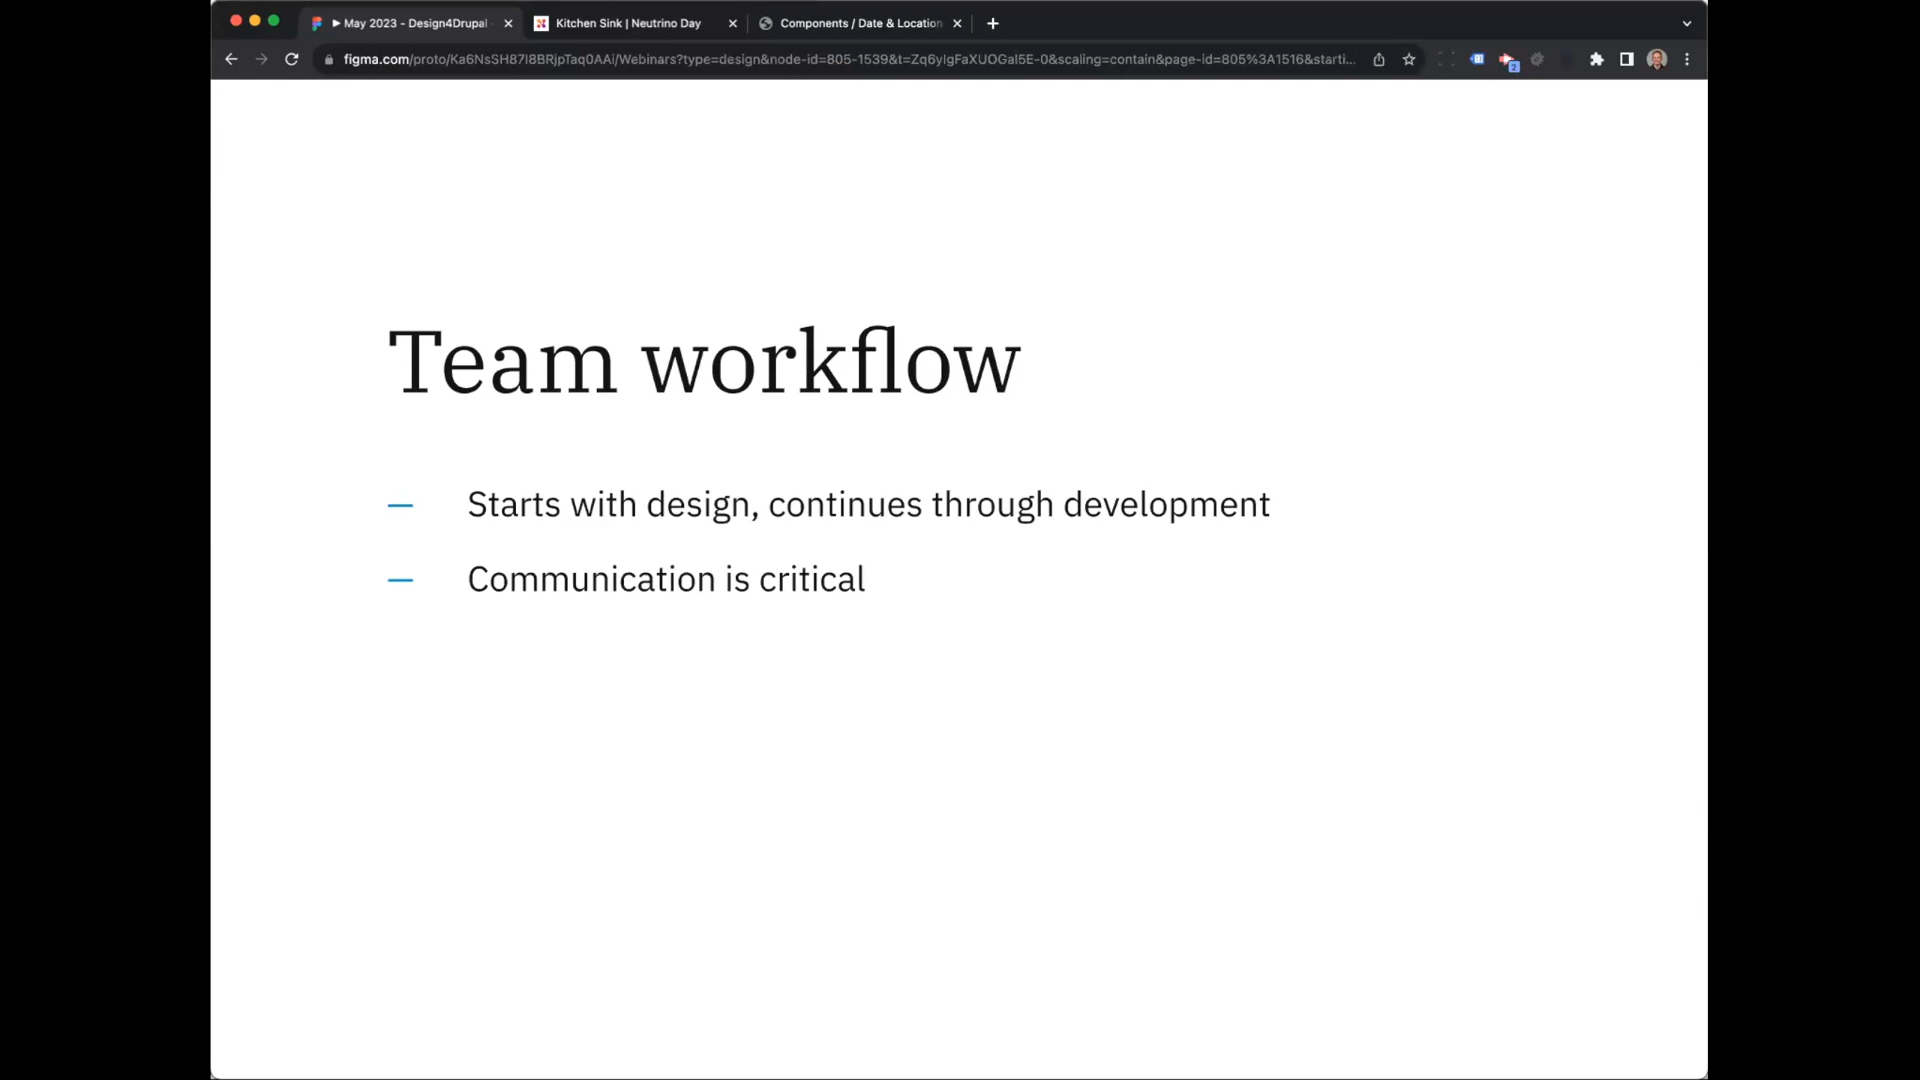 May 2023 - Design4Drupal
Kitchen Sink | Neutrino Day
Components / Date & Location
figma.com/proto/Ka6NsSH87I8BRjpTaq0AAi/Webinars?type=design&node-id=805-1539&t=Zq6yIgFaXUOGaI5E-0&scaling=contain&page-id=805%3A1516&starti...
2
Team workflow
— Starts with design, continues through development
— Communication is critical